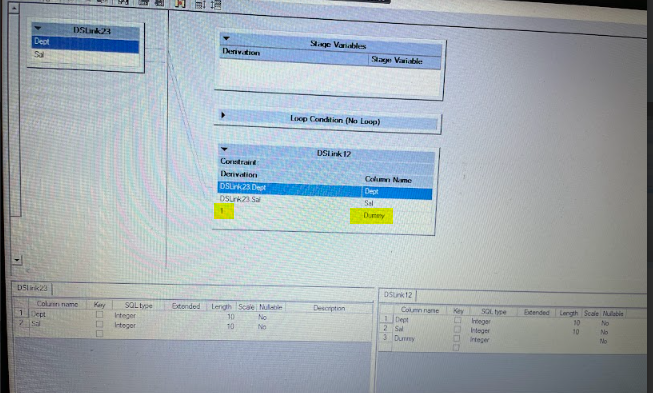 DSLink23
Dept
Sal
Stage Variables
Derivation Stage Variable
Loop Condition (No Loop)
DSLink12
Constraint
Derivation Column Name
DSLink23.Dept Dept
DSLink23.Sal Sal
1 Dummy
DSLink23
Column name Key SQL type Extended Length Scale Nullable Description
1 Dept Integer 10 No
2 Sal Integer 10 No
DSLink12
Column name Key SQL type Extended Length Scale Nullable
1 Dept Integer 10 No
2 Sal Integer 10 No
3 Dummy Integer No